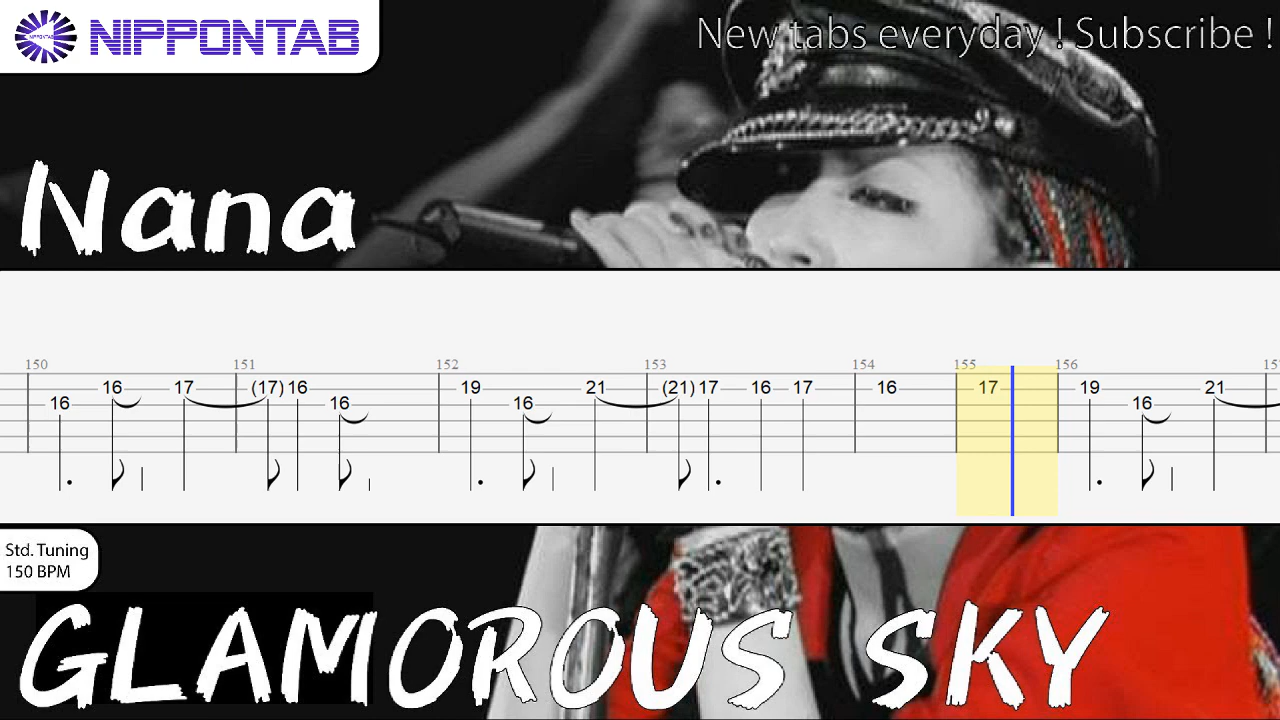 NIPPONTAB
New tabs everyday ! Subscribe !
Nana
150 151 152 153 154 155 156
16 17 (17) 16 19 21 (21) 17 16 17 16 17 19 21
16 16 16 16
Std. Tuning
150 BPM
GLAMOROUS SKY